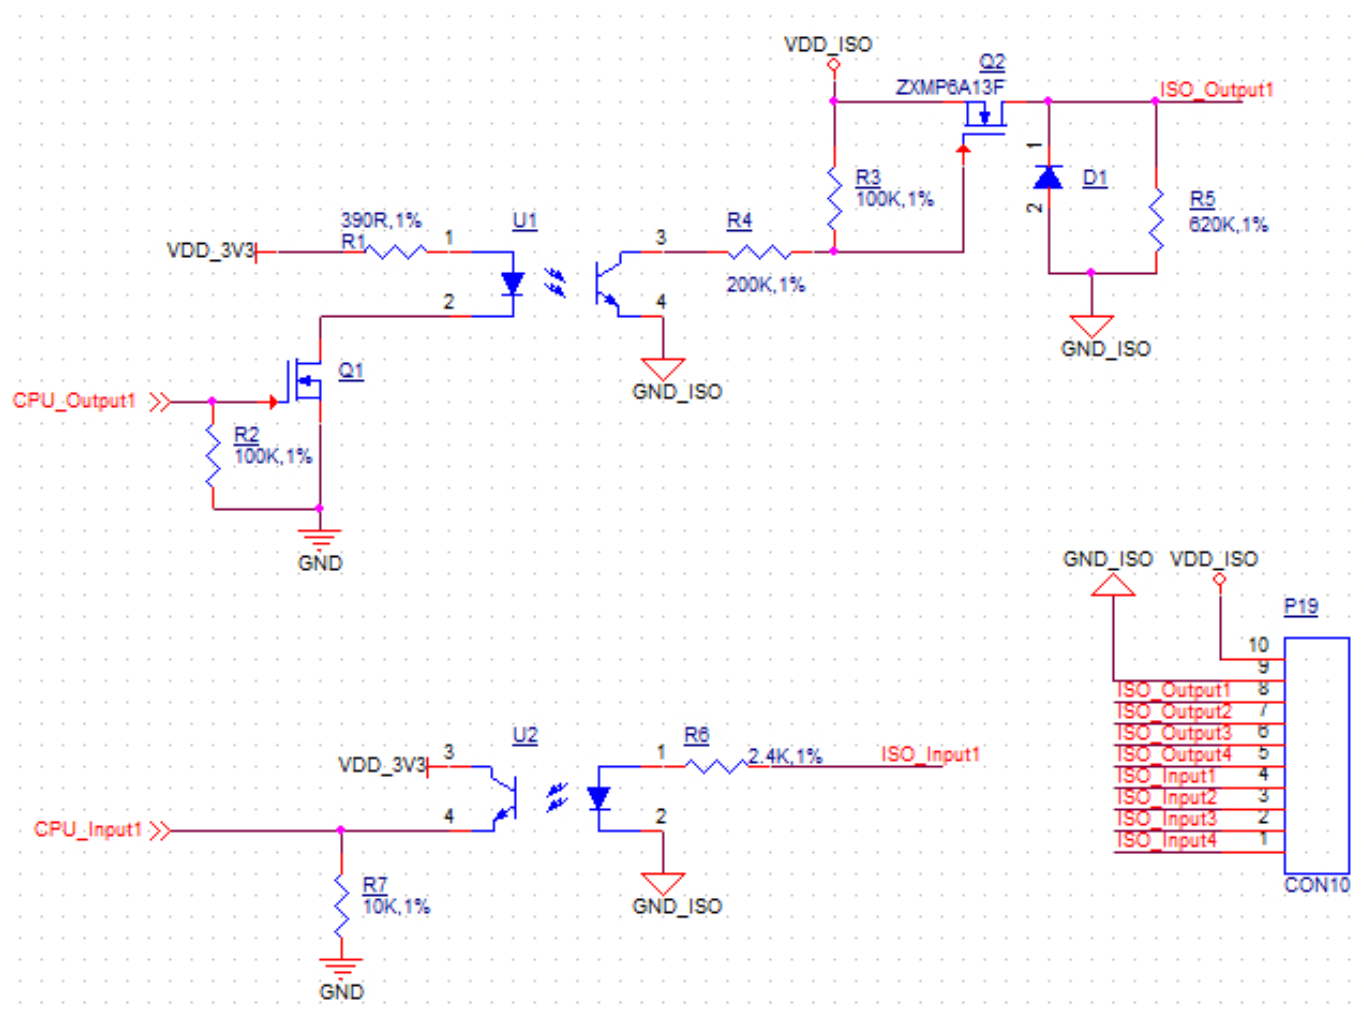 VDD_ISO
Q2
ZXMP6A13F
ISO_Output1
1
D1
2
R3
100K,1%
R5
620K,1%
390R,1%
R1
VDD_3V3
1
U1
3
R4
200K,1%
2
4
GND_ISO
GND_ISO
Q1
CPU_Output1
R2
100K,1%
GND
GND_ISO
VDD_ISO
P19
10
9
ISO_Output1 8
ISO_Output2 7
ISO_Output3 6
ISO_Output4 5
ISO_Input1 4
ISO_Input2 3
ISO_Input3 2
ISO_Input4 1
CON10
U2
VDD_3V3
3
1
R6
2.4K,1%
ISO_Input1
CPU_Input1
4
2
R7
10K,1%
GND_ISO
GND